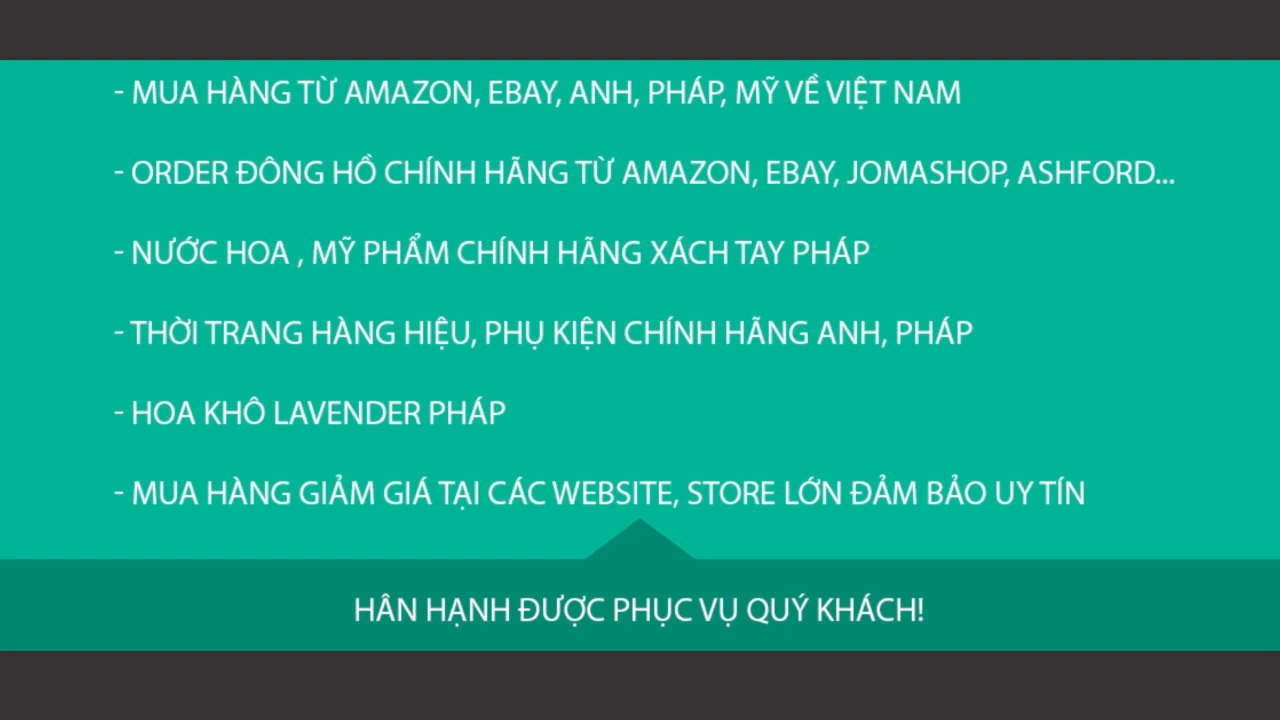 - MUA HÀNG TỪ AMAZON, EBAY, ANH, PHÁP, MỸ VỀ VIỆT NAM
- ORDER ĐÔNG HỒ CHÍNH HÃNG TỪ AMAZON, EBAY, JOMASHOP, ASHFORD...
- NƯỚC HOA , MỸ PHẨM CHÍNH HÃNG XÁCH TAY PHÁP
- THỜI TRANG HÀNG HIỆU, PHỤ KIỆN CHÍNH HÃNG ANH, PHÁP
- HOA KHÔ LAVENDER PHÁP
- MUA HÀNG GIẢM GIÁ TẠI CÁC WEBSITE, STORE LỚN ĐẢM BẢO UY TÍN
HÂN HẠNH ĐƯỢC PHỤC VỤ QUÝ KHÁCH!